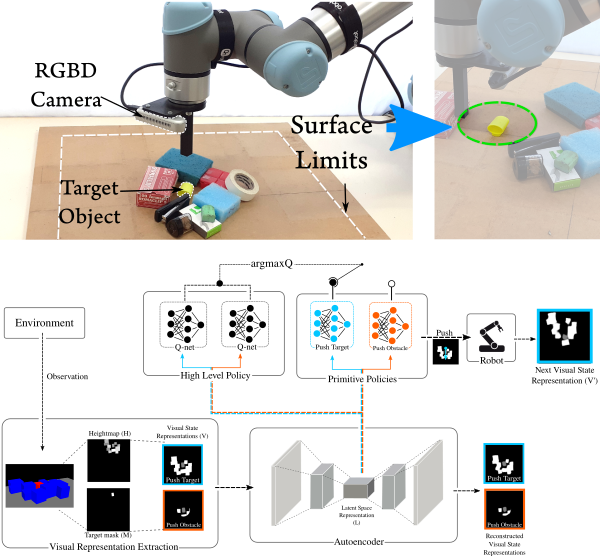 RGBD
Camera
Surface
Limits
Target
Object
argmaxQ
Environment
Q-net
Q-net
High Level Policy
Push Target
Push Obstacle
Primitive Policies
Push
Robot
Next Visual State
Representation (V')
Observation
Heightmap (H)
Visual State
Representations (V)
Push Target
Target mask (M)
Push Obstacle
Visual Representation Extraction
Latent Space
Representation
(L)
Autoencoder
Push Target
Push Obstacle
Reconstructed
Visual State
Representations